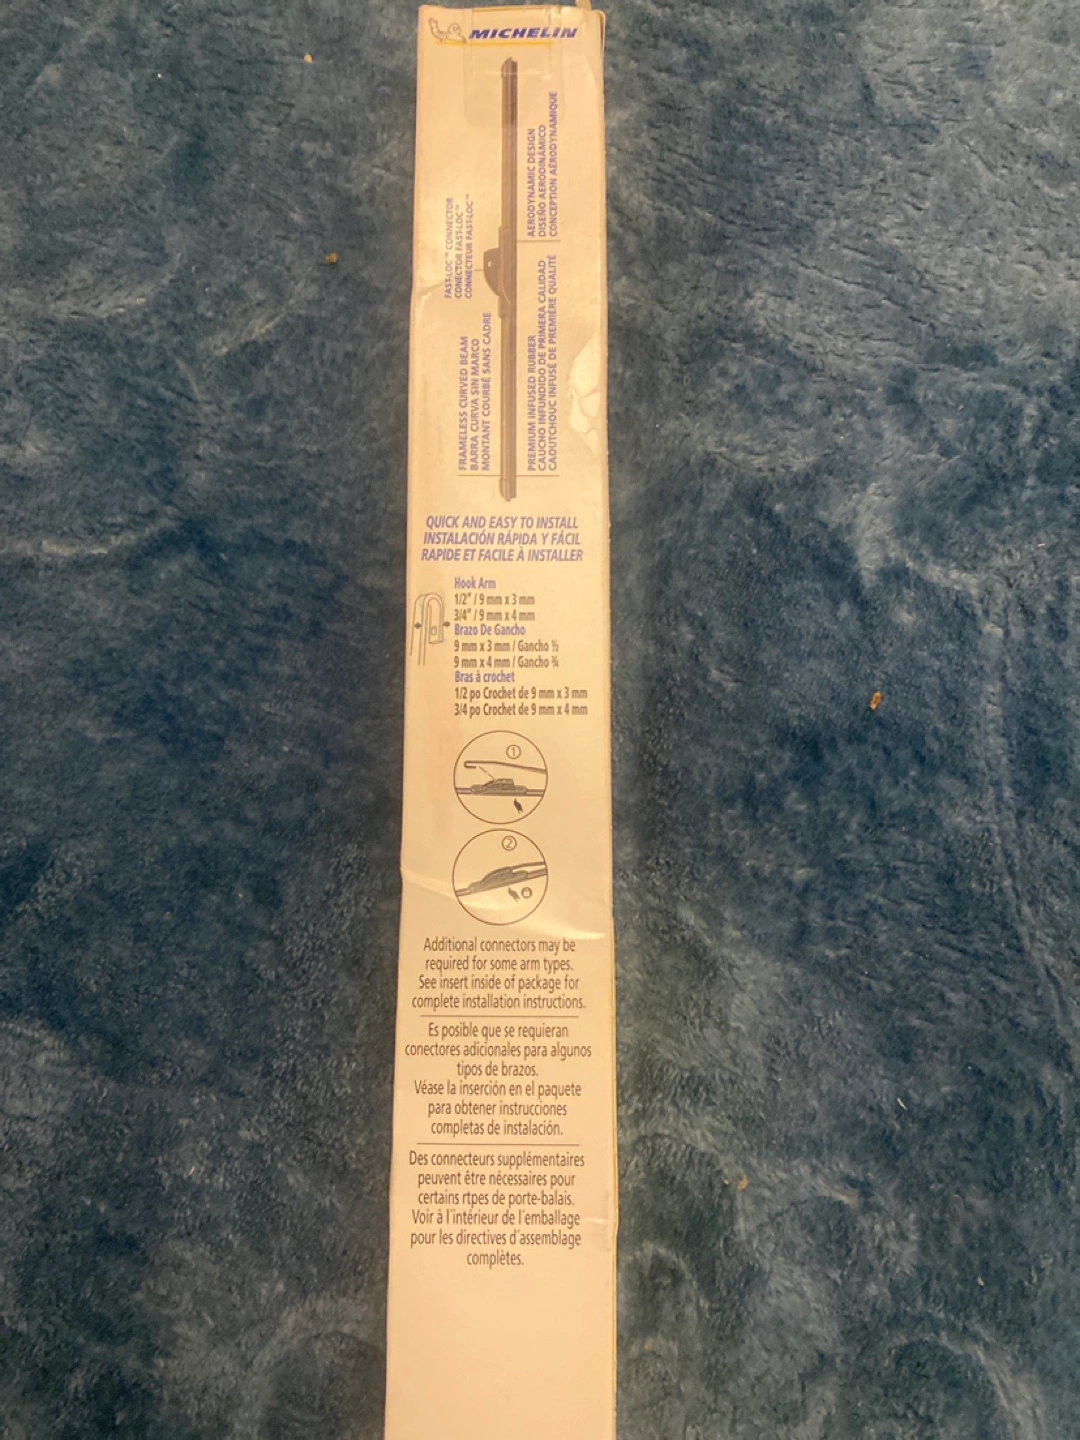 MICHELIN
FAST-LOC™ CONNECTOR
CONECTOR FAST-LOC™
CONNECTEUR FAST-LOC™
AERODYNAMIC DESIGN
DISEÑO AERODINÁMICO
CONCEPTION AÉRODYNAMIQUE
FRAMELESS CURVED BEAM
BARRA CURVA SIN MARCO
MONTANT COURBÉ SANS CADRE
PREMIUM INFUSED RUBBER
CAUCHO INFUNDIDO DE PRIMERA CALIDAD
CAOUTCHOUC INFUSÉ DE PREMIÈRE QUALITÉ
QUICK AND EASY TO INSTALL
INSTALACIÓN RÁPIDA Y FÁCIL
RAPIDE ET FACILE À INSTALLER
Hook Arm
1/2" / 9 mm x 3 mm
3/4" / 9 mm x 4 mm
Brazo De Gancho
9 mm x 3 mm / Gancho ½
9 mm x 4 mm / Gancho ¾
Bras à crochet
1/2 po Crochet de 9 mm x 3 mm
3/4 po Crochet de 9 mm x 4 mm
1
2
Additional connectors may be
required for some arm types.
See insert inside of package for
complete installation instructions.
Es posible que se requieran
conectores adicionales para algunos
tipos de brazos.
Véase la inserción en el paquete
para obtener instrucciones
completas de instalación.
Des connecteurs supplémentaires
peuvent être nécessaires pour
certains rtpes de porte-balais.
Voir à l'intérieur de l'emballage
pour les directives d'assemblage
complètes.